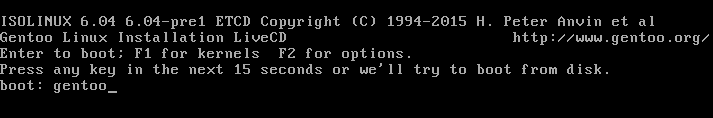 ISOLINUX 6.04 6.04-pre1 ETCD Copyright (C) 1994-2015 H. Peter Anvin et al
Gentoo Linux Installation LiveCD http://www.gentoo.org/
Enter to boot; F1 for kernels  F2 for options.
Press any key in the next 15 seconds or we'll try to boot from disk.
boot: gentoo_